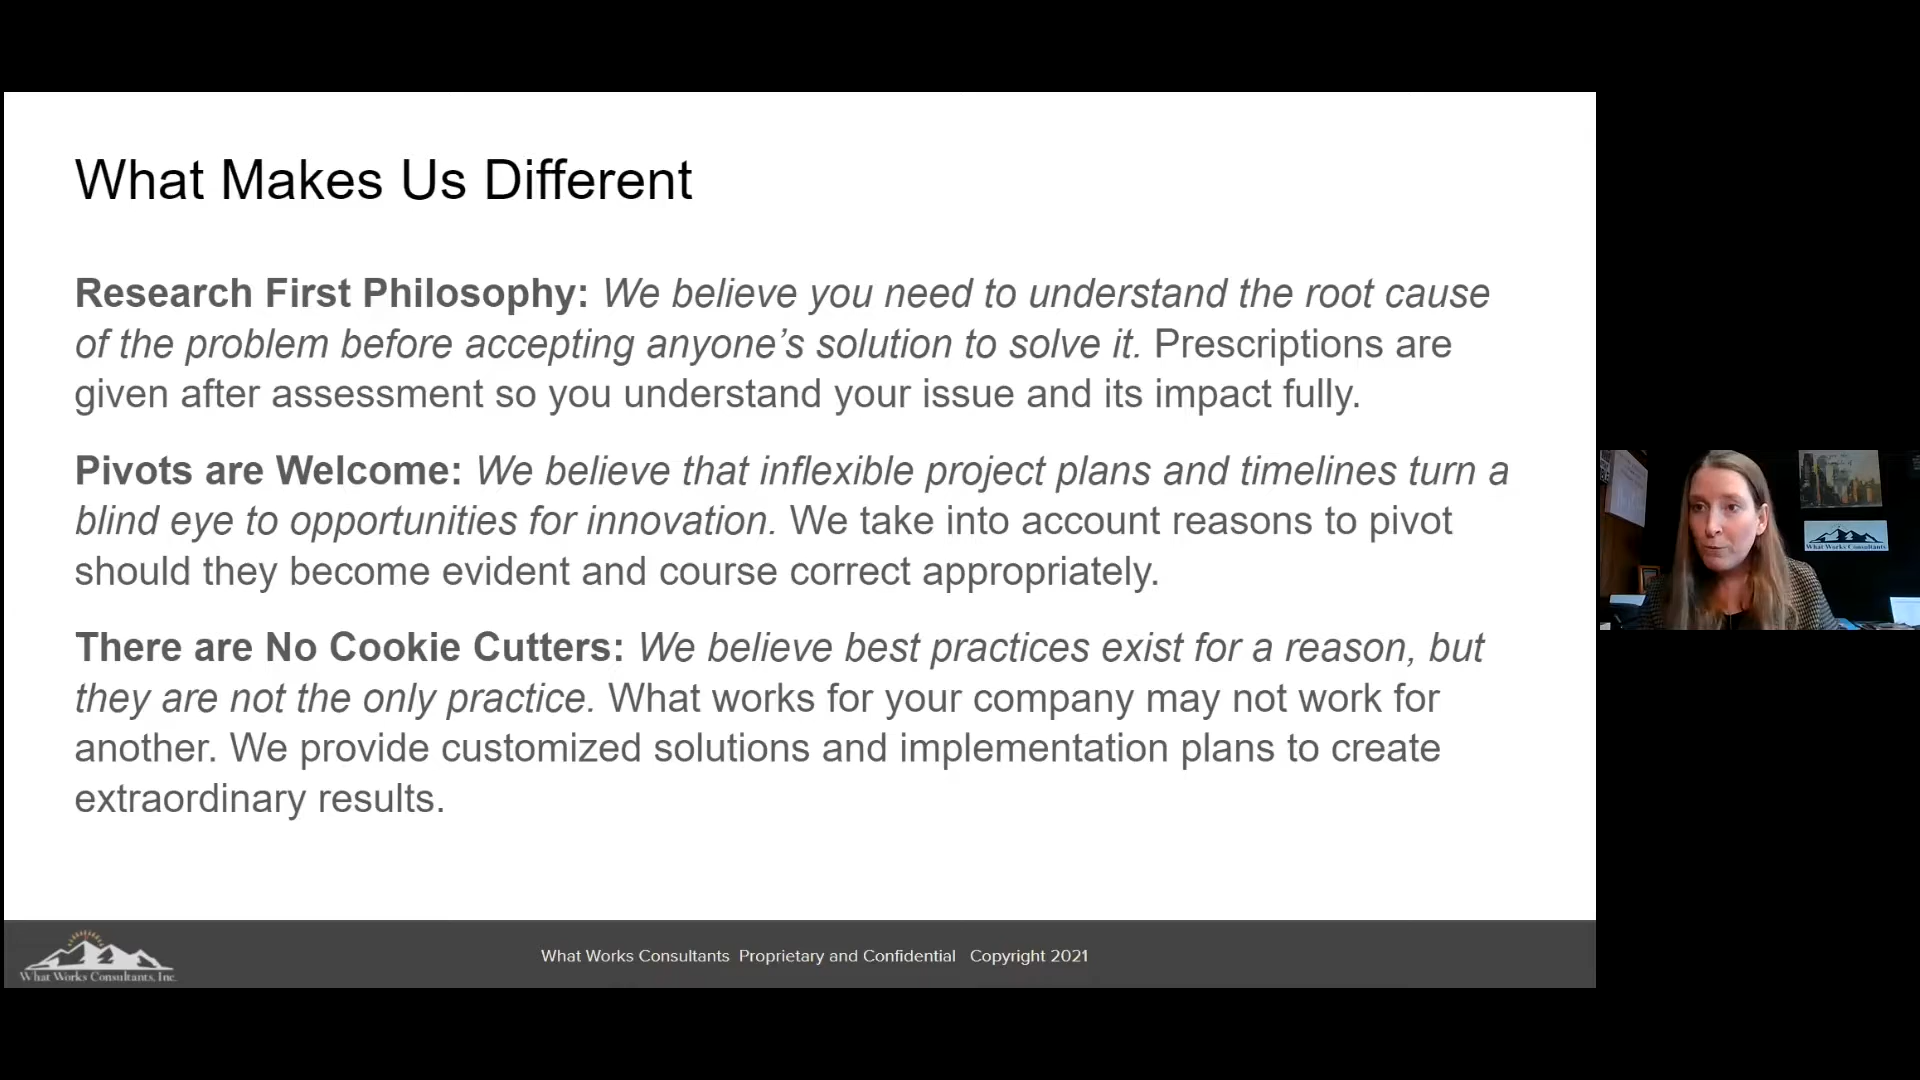 What Makes Us Different
Research First Philosophy: We believe you need to understand the root cause
of the problem before accepting anyone’s solution to solve it. Prescriptions are
given after assessment so you understand your issue and its impact fully.
Pivots are Welcome: We believe that inflexible project plans and timelines turn a
blind eye to opportunities for innovation. We take into account reasons to pivot
should they become evident and course correct appropriately.
There are No Cookie Cutters: We believe best practices exist for a reason, but
they are not the only practice. What works for your company may not work for
another. We provide customized solutions and implementation plans to create
extraordinary results.
What Works Consultants
What Works Consultants, Inc.
What Works Consultants Proprietary and Confidential Copyright 2021